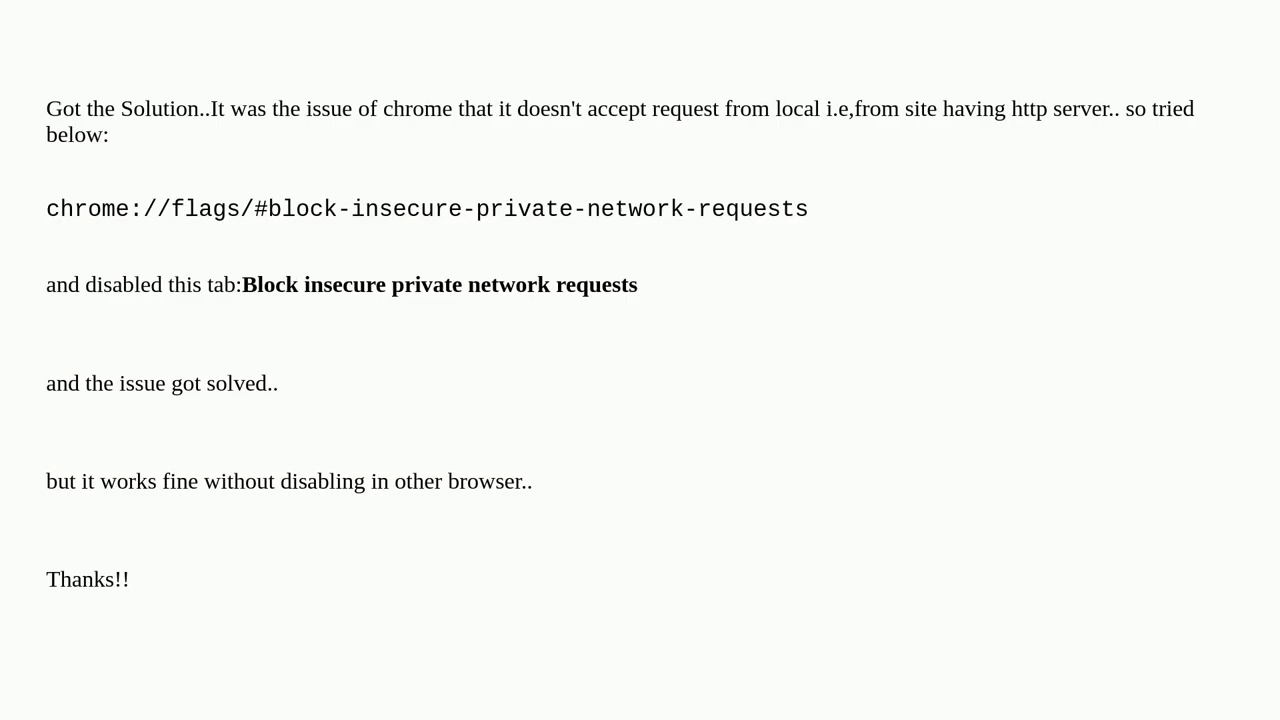 Got the Solution..It was the issue of chrome that it doesn't accept request from local i.e,from site having http server.. so tried
below:
chrome://flags/#block-insecure-private-network-requests
and disabled this tab:Block insecure private network requests
and the issue got solved..
but it works fine without disabling in other browser..
Thanks!!